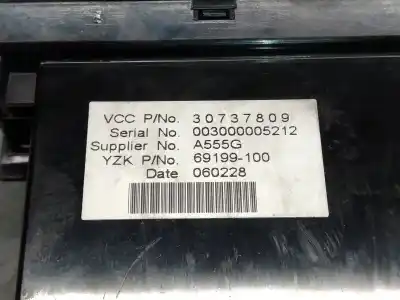 VCC P/No. 30737809
Serial No. 003000005212
Supplier No. A555G
YZK P/No. 69199-100
Date 060228